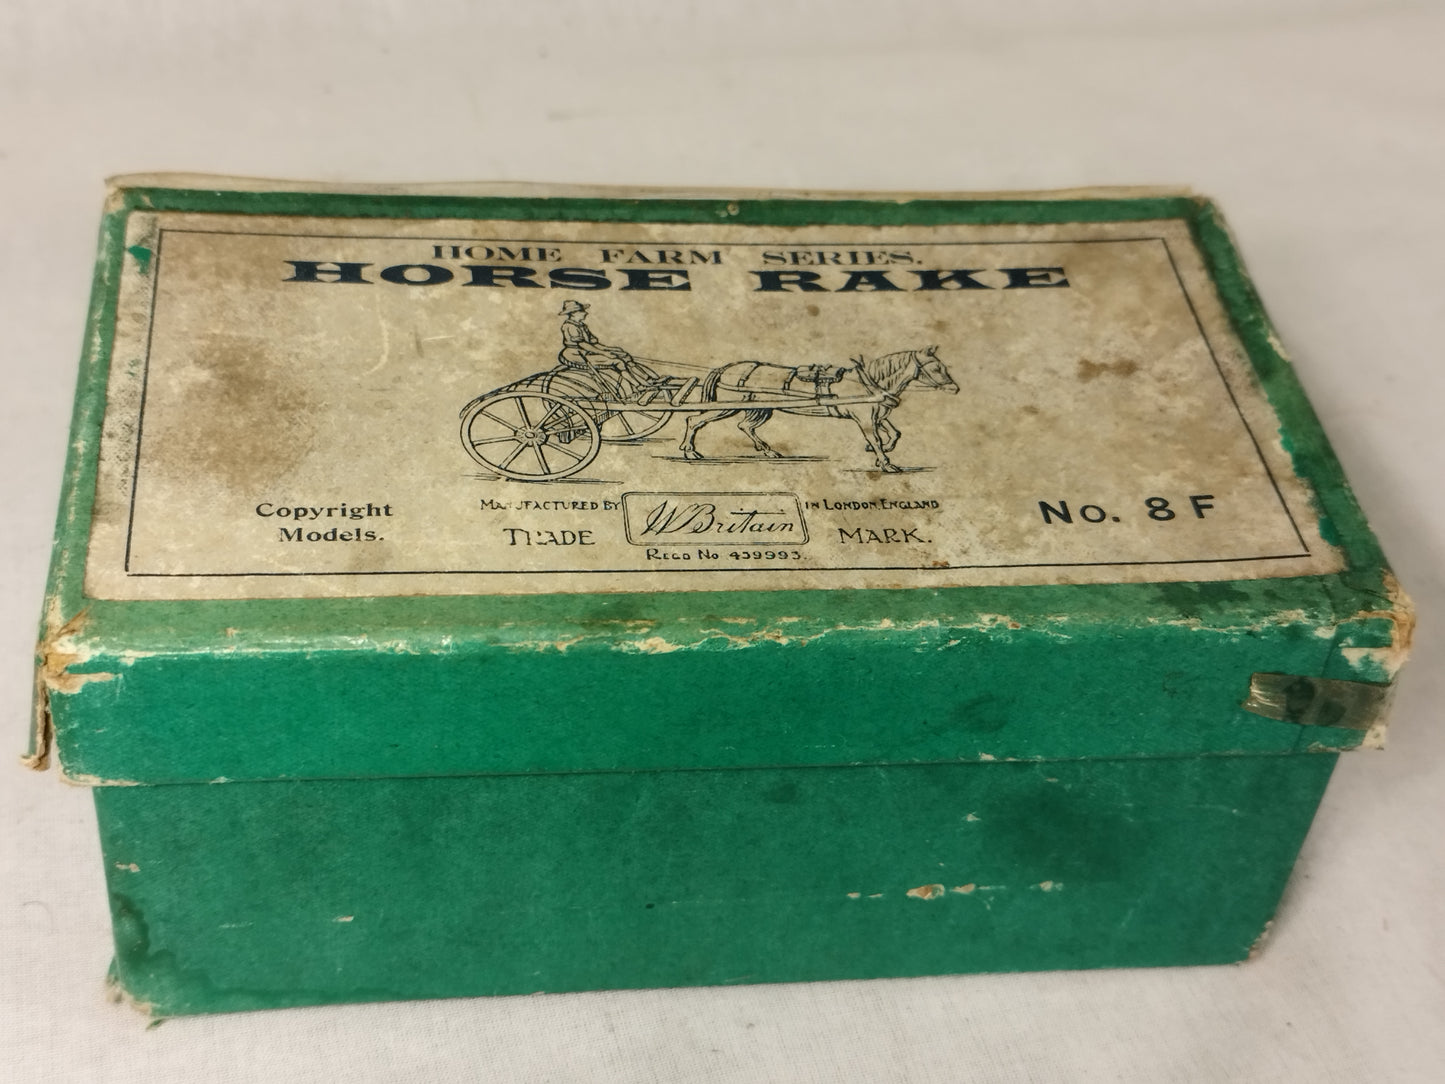 HOME FARM SERIES.
HORSE RAKE
Copyright
Models.
MANUFACTURED BY
W Britain
IN LONDON, ENGLAND
TRADE
MARK.
REGD No 459993.
No. 8 F